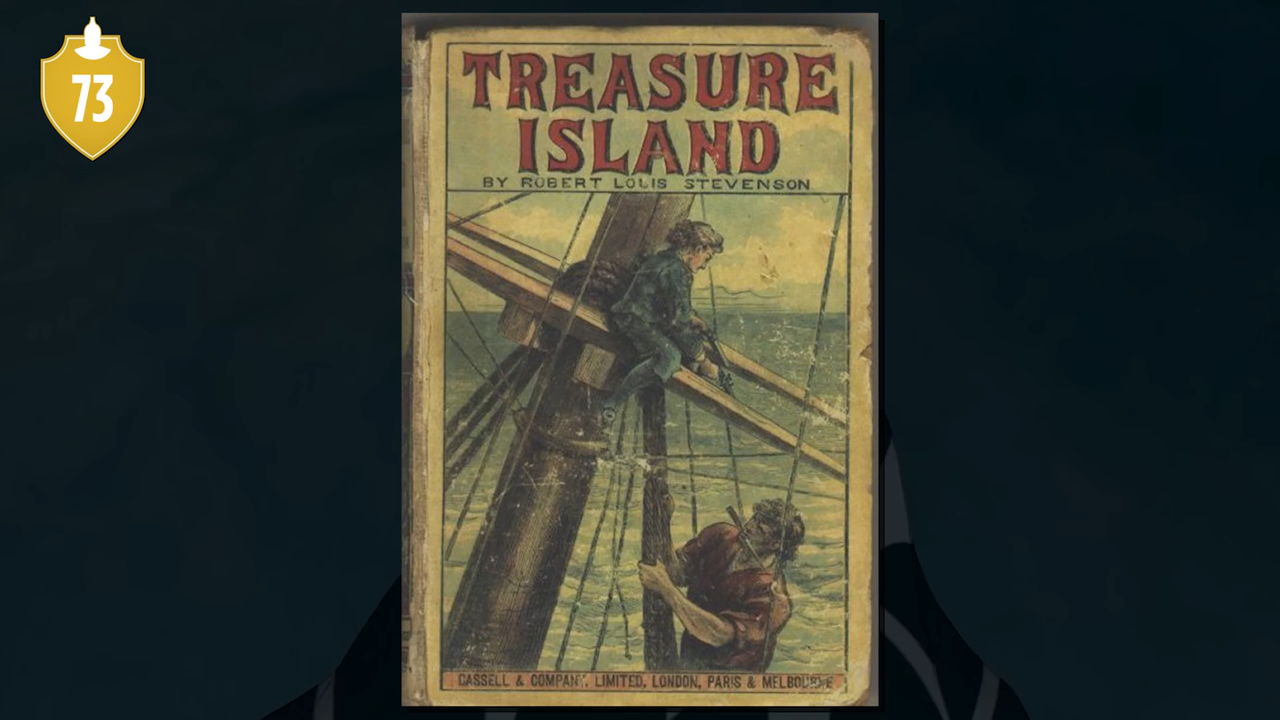 73
TREASURE
ISLAND
BY ROBERT LOUIS STEVENSON
CASSELL & COMPANY, LIMITED, LONDON, PARIS & MELBOURNE